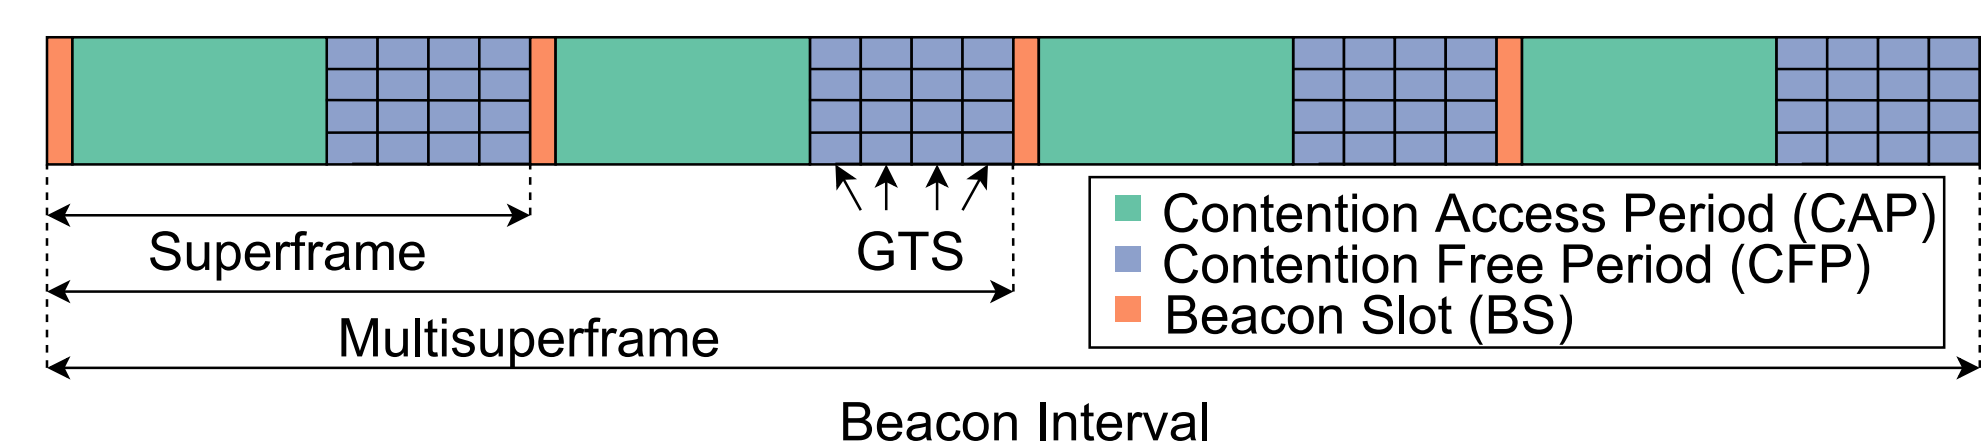 Superframe
GTS
Multisuperframe
Beacon Interval
Contention Access Period (CAP)
Contention Free Period (CFP)
Beacon Slot (BS)